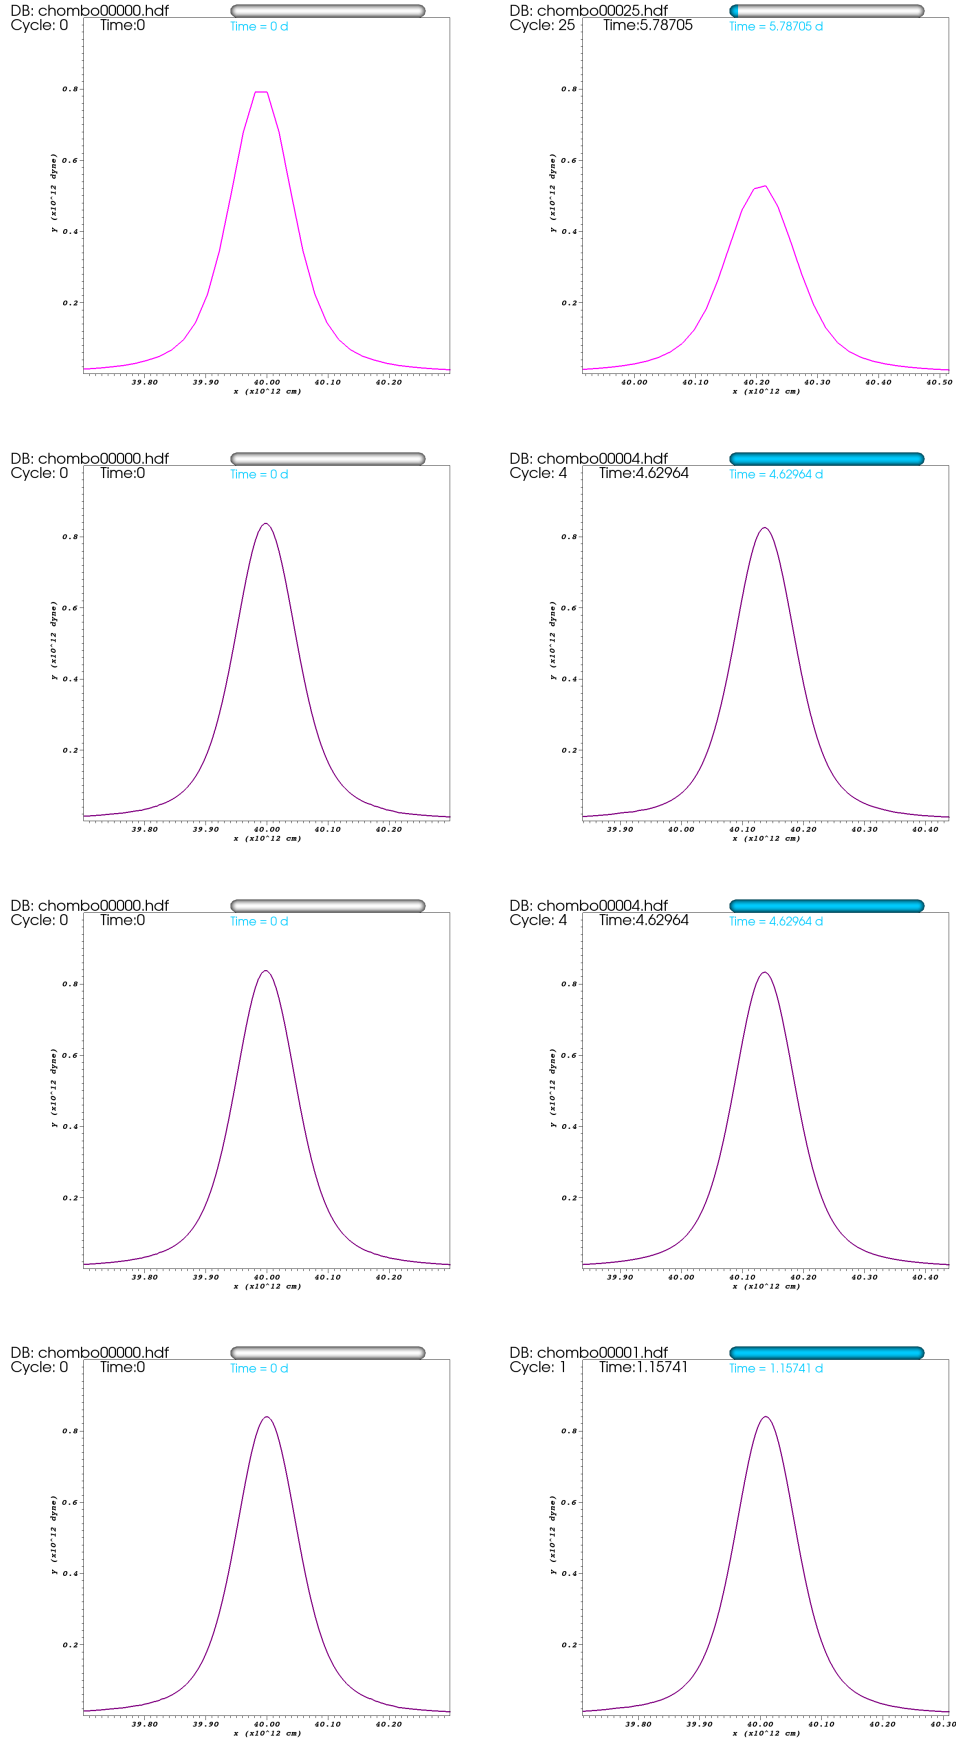 DB: chombo00000.hdf
Cycle: 0 Time:0
Time = 0 d
0.8
0.6
0.4
0.2
y (x10^12 dyne)
39.80 39.90 40.00 40.10 40.20
x (x10^12 cm)
DB: chombo00025.hdf
Cycle: 25 Time:5.78705
Time = 5.78705 d
0.8
0.6
0.4
0.2
y (x10^12 dyne)
40.00 40.10 40.20 40.30 40.40 40.50
x (x10^12 cm)
DB: chombo00000.hdf
Cycle: 0 Time:0
Time = 0 d
0.8
0.6
0.4
0.2
y (x10^12 dyne)
39.80 39.90 40.00 40.10 40.20
x (x10^12 cm)
DB: chombo00004.hdf
Cycle: 4 Time:4.62964
Time = 4.62964 d
0.8
0.6
0.4
0.2
y (x10^12 dyne)
39.90 40.00 40.10 40.20 40.30 40.40
x (x10^12 cm)
DB: chombo00000.hdf
Cycle: 0 Time:0
Time = 0 d
0.8
0.6
0.4
0.2
y (x10^12 dyne)
39.80 39.90 40.00 40.10 40.20
x (x10^12 cm)
DB: chombo00004.hdf
Cycle: 4 Time:4.62964
Time = 4.62964 d
0.8
0.6
0.4
0.2
y (x10^12 dyne)
39.90 40.00 40.10 40.20 40.30 40.40
x (x10^12 cm)
DB: chombo00000.hdf
Cycle: 0 Time:0
Time = 0 d
0.8
0.6
0.4
0.2
y (x10^12 dyne)
39.80 39.90 40.00 40.10 40.20
x (x10^12 cm)
DB: chombo00001.hdf
Cycle: 1 Time:1.15741
Time = 1.15741 d
0.8
0.6
0.4
0.2
y (x10^12 dyne)
39.80 39.90 40.00 40.10 40.20 40.30
x (x10^12 cm)